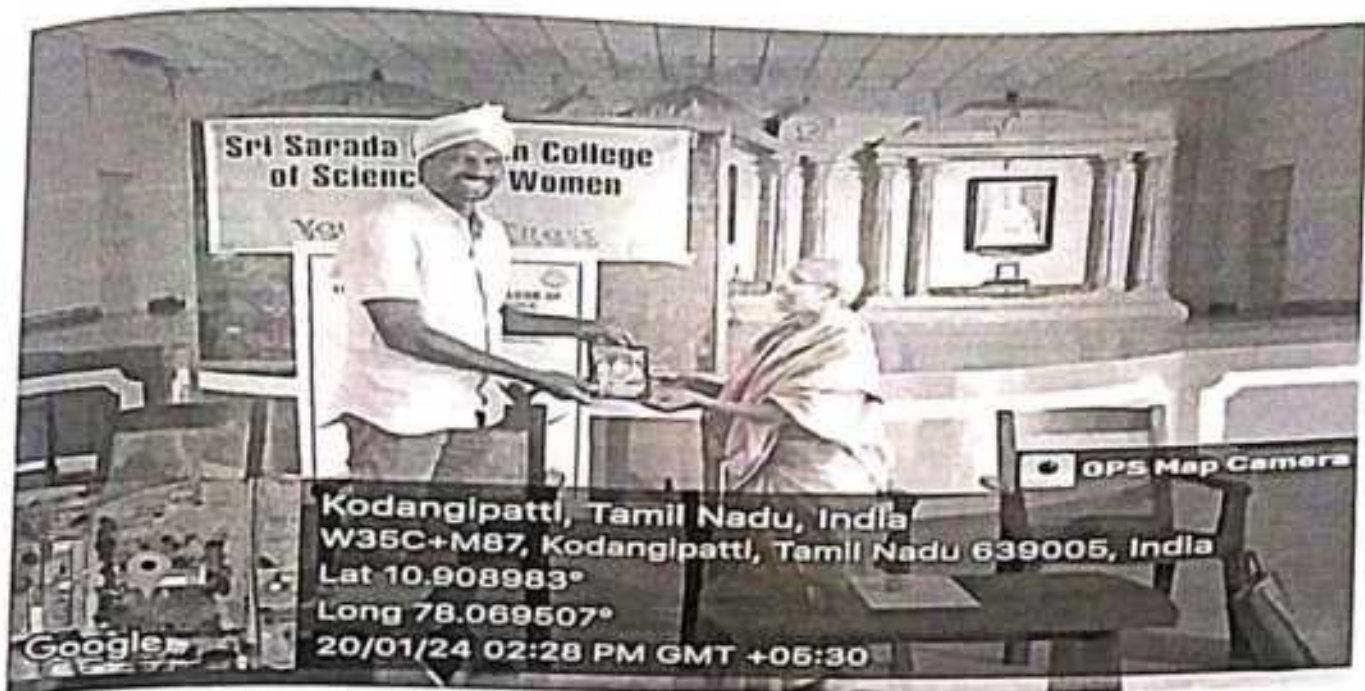 Sri Sarada College
of Scienc Women
GPS Map Camera
Kodangipatti, Tamil Nadu, India
W35C+M87, Kodangipatti, Tamil Nadu 639005, India
Lat 10.908983°
Long 78.069507°
20/01/24 02:28 PM GMT +05:30
Google